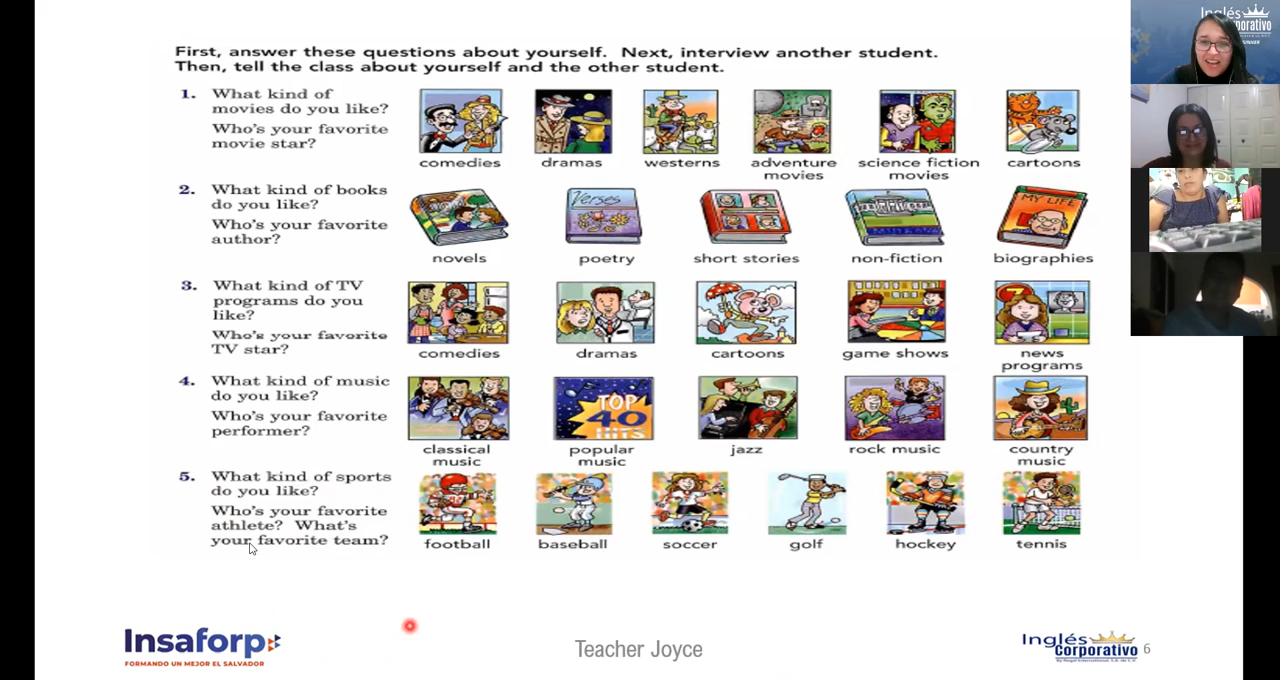 Inglés
Corporativo
First, answer these questions about yourself. Next, interview another student.
Then, tell the class about yourself and the other student.
1. What kind of
movies do you like?
Who's your favorite
movie star?
comedies dramas westerns adventure movies science fiction movies cartoons
2. What kind of books
do you like?
Who's your favorite
author?
Verses
MY LIFE
novels poetry short stories non-fiction biographies
3. What kind of TV
programs do you
like?
Who's your favorite
TV star?
comedies dramas cartoons game shows news programs
4. What kind of music
do you like?
Who's your favorite
performer?
TOP
40
HITS
classical music popular music jazz rock music country music
5. What kind of sports
do you like?
Who's your favorite
athlete? What's
your favorite team?
football baseball soccer golf hockey tennis
Insaforp
FORMANDO UN MEJOR EL SALVADOR
Teacher Joyce
Inglés
Corporativo
6